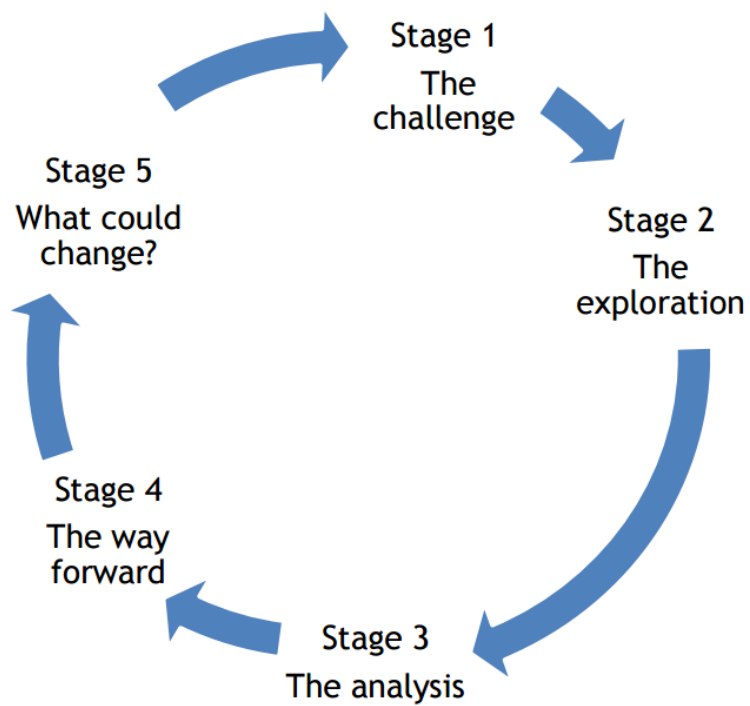 Stage 1
The
challenge
Stage 2
The
exploration
Stage 3
The analysis
Stage 4
The way
forward
Stage 5
What could
change?